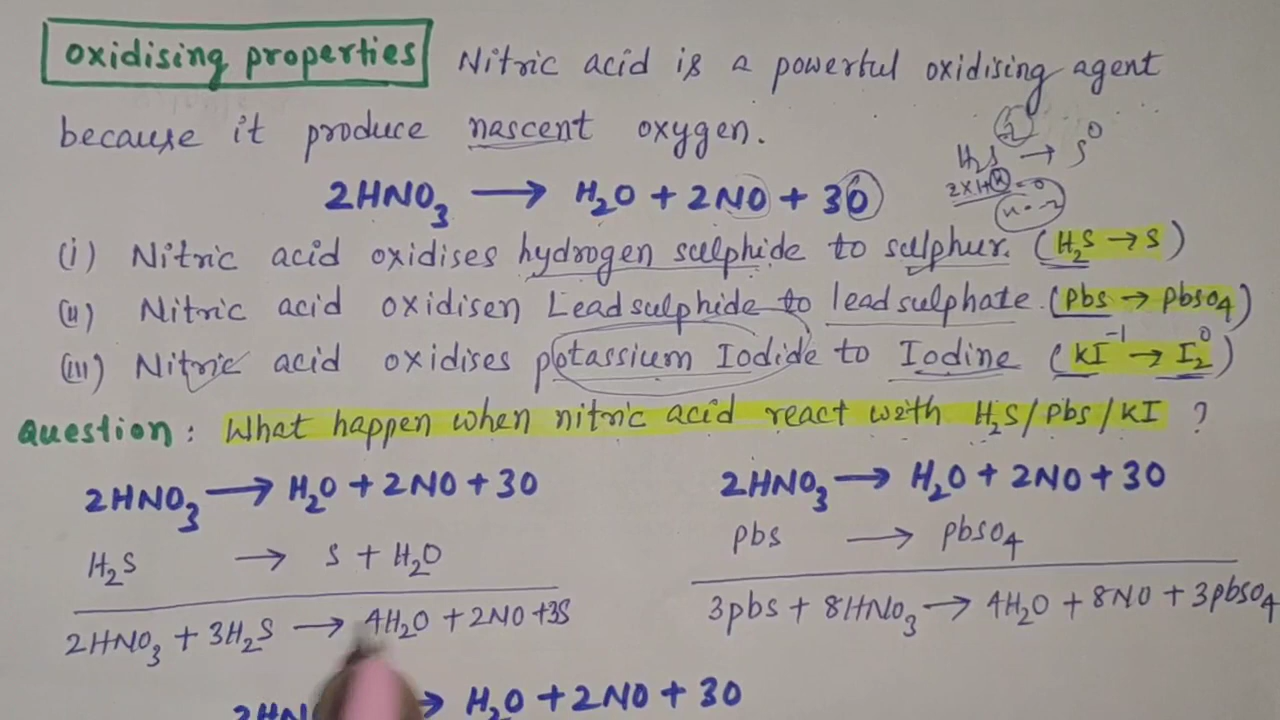 oxidising properties Nitric acid is a powerful oxidising agent
because it produce nascent oxygen.
H₂S → S⁰
2HNO₃ → H₂O + 2NO + 3O
(i) Nitric acid oxidises hydrogen sulphide to sulphur. (H₂S → S)
(ii) Nitric acid oxidisen Lead sulphide to lead sulphate. (pbs → pbso₄)
(iii) Nitric acid oxidises potassium Iodide to Iodine (KI⁻¹ → I₂⁰)
Question: What happen when nitric acid react with H₂S/pbs/KI ?
2HNO₃ → H₂O + 2NO + 3O
H₂S → S + H₂O
2HNO₃ + 3H₂S → 4H₂O + 2NO + 3S
2HNO₃ → H₂O + 2NO + 3O
pbs → pbso₄
3pbs + 8HNO₃ → 4H₂O + 8NO + 3pbso₄
→ H₂O + 2NO + 3O